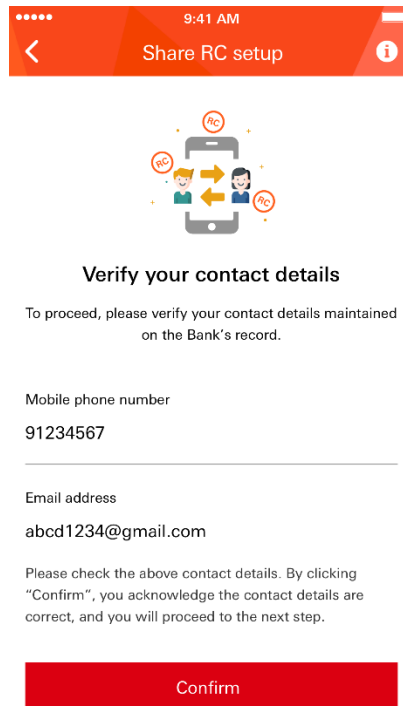 9:41 AM
Share RC setup
i
RC
RC
RC
Verify your contact details
To proceed, please verify your contact details maintained
on the Bank's record.
Mobile phone number
91234567
Email address
abcd1234@gmail.com
Please check the above contact details. By clicking
“Confirm”, you acknowledge the contact details are
correct, and you will proceed to the next step.
Confirm